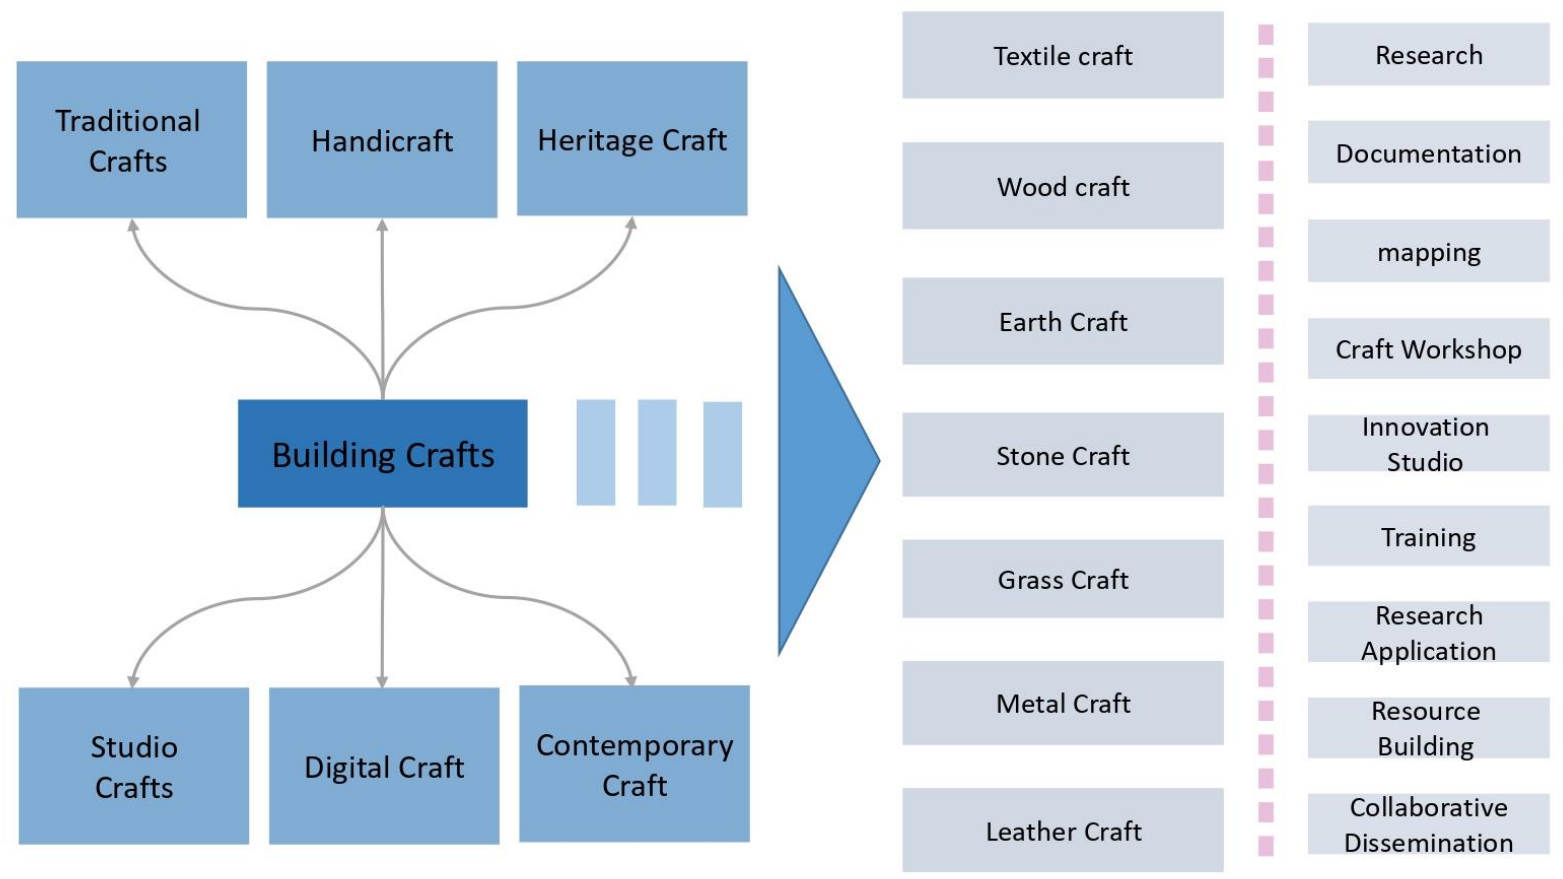 Traditional
Crafts
Handicraft
Heritage Craft
Building Crafts
Studio
Crafts
Digital Craft
Contemporary
Craft
Textile craft
Wood craft
Earth Craft
Stone Craft
Grass Craft
Metal Craft
Leather Craft
Research
Documentation
mapping
Craft Workshop
Innovation
Studio
Training
Research
Application
Resource
Building
Collaborative
Dissemination